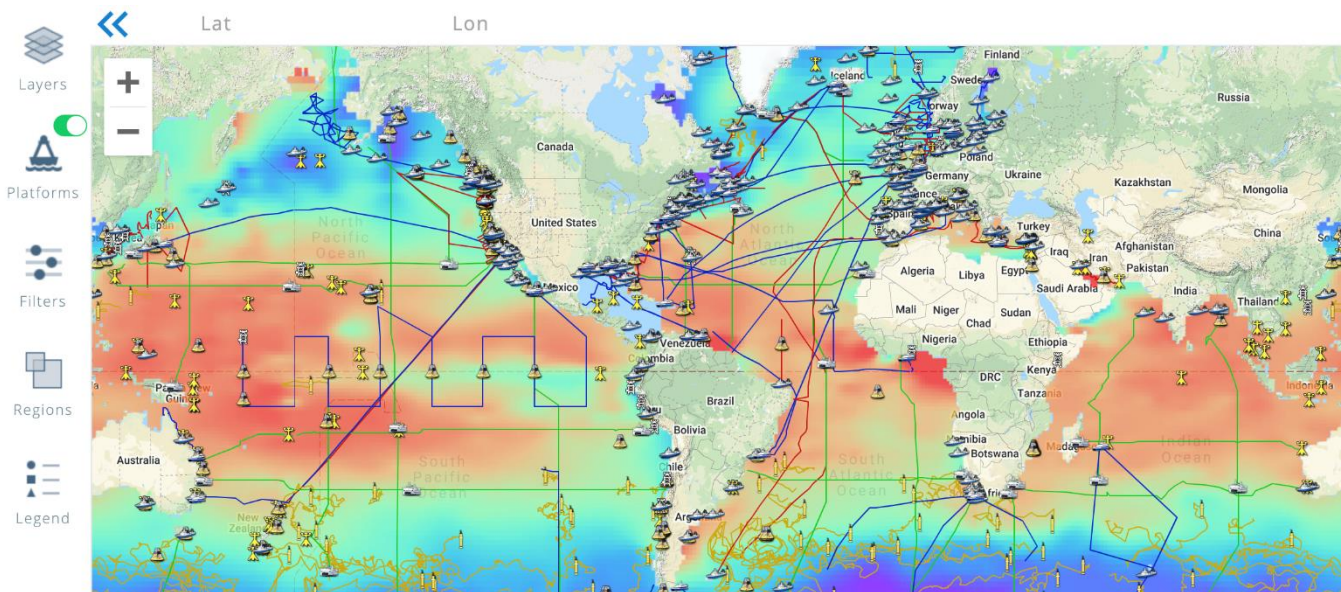 Lat
Lon
Layers
Platforms
Filters
Regions
Legend
+
−
Iceland
Finland
Norway
Russia
Canada
Poland
Germany
Ukraine
Kazakhstan
Mongolia
United States
North
Pacific
Ocean
North
Atlantic
Spain
Turkey
Iraq
Iran
Afghanistan
China
Pakistan
Algeria
Libya
Egypt
Saudi Arabia
India
Mexico
Mali
Niger
Chad
Sudan
Thailand
Nigeria
Ethiopia
Venezuela
DRC
Kenya
Tanzania
Indonesia
Brazil
Angola
Bolivia
Botswana
Australia
South
Pacific
Ocean
South
Atlantic
Ocean
Indian
Ocean
Chile
New
Zealand